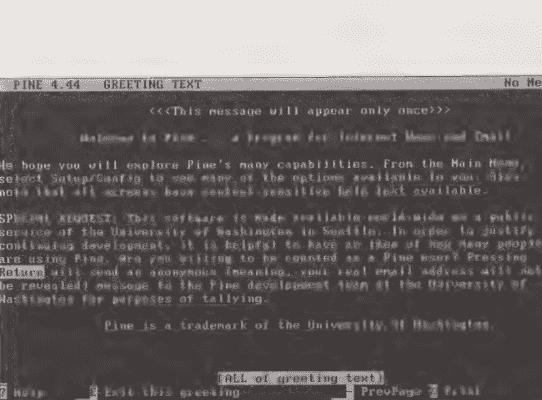 PINE 4.44 GREETING TEXT No Me
<<<This message will appear only once>>>
Welcome to Pine ... a Program for Internet News and Email
We hope you will explore Pine's many capabilities. From the Main Menu,
select Setup/Config to see many of the options available to you. Also
note that all screens have context-sensitive help text available.
SPECIAL REQUEST: This software is made available world-wide as a public
service of the University of Washington in Seattle. In order to justify
continuing development, it is helpful to have an idea of how many people
are using Pine. Are you willing to be counted as a Pine user? Pressing
Return will send an anonymous (meaning, your real email address will not
be revealed) message to the Pine development team at the University of
Washington for purposes of tallying.
Pine is a trademark of the University of Washington.
[ALL of greeting text]
? Help E Exit this greeting - PrevPage Z Print